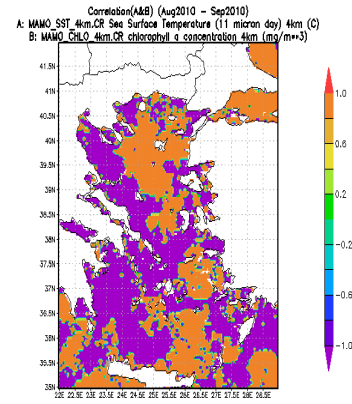 Correlation(A&B) (Aug2010 - Sep2010)
A: MAMO_SST_4km.CR Sea Surface Temperature (11 micron day) 4km (C)
B: MAMO_CHLO_4km.CR chlorophyll a concentration 4km (mg/m**3)
41.5N
41N
40.5N
40N
39.5N
39N
38.5N
38N
37.5N
37N
36.5N
36N
35.5N
35N
22E 22.5E 23E 23.5E 24E 24.5E 25E 25.5E 26E 26.5E 27E 27.5E 28E 28.5E
1.0
0.6
0.2
-0.2
-0.6
-1.0